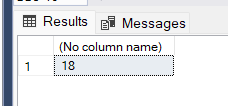 Results Messages
(No column name)
1 18